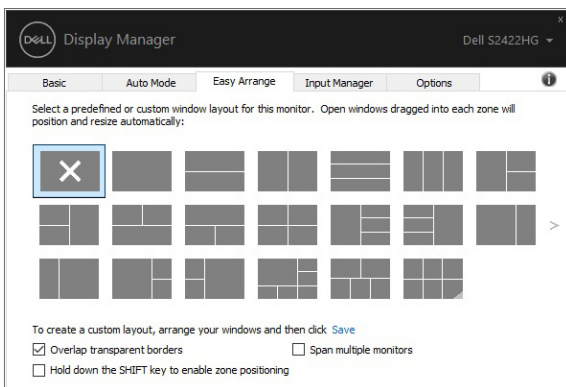 DELL Display Manager
Dell S2422HG
Basic Auto Mode Easy Arrange Input Manager Options
Select a predefined or custom window layout for this monitor. Open windows dragged into each zone will
position and resize automatically:
To create a custom layout, arrange your windows and then click Save
Overlap transparent borders Span multiple monitors
Hold down the SHIFT key to enable zone positioning